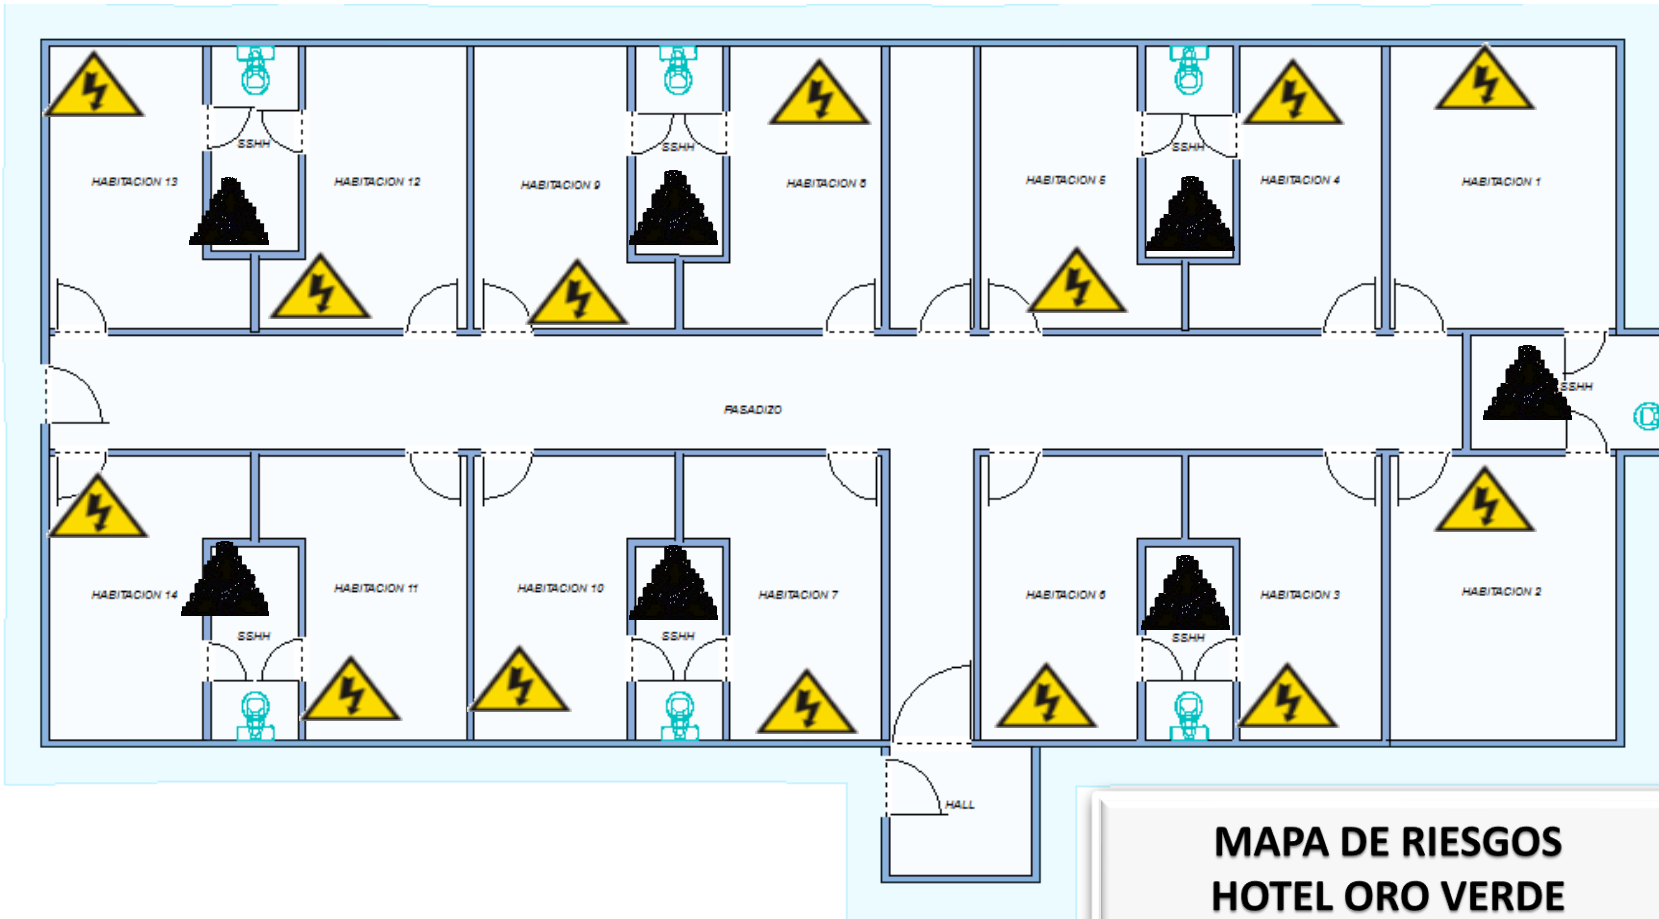 SSHH
SSHH
SSHH
HABITACION 13
HABITACION 12
HABITACION 9
HABITACION 8
HABITACION 5
HABITACION 4
HABITACION 1
SSHH
PASADIZO
HABITACION 14
HABITACION 11
HABITACION 10
HABITACION 7
HABITACION 6
HABITACION 3
HABITACION 2
SSHH
SSHH
SSHH
HALL
MAPA DE RIESGOS
HOTEL ORO VERDE